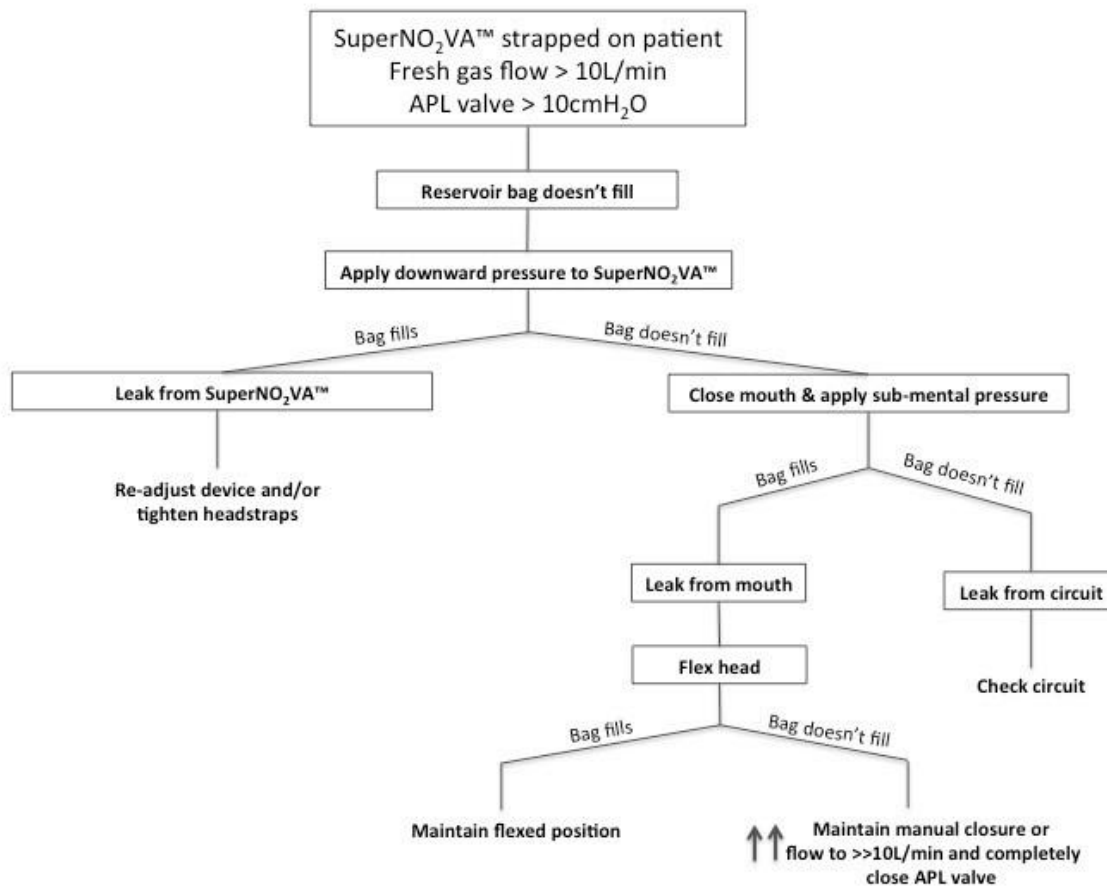 SuperNO₂VA™ strapped on patient
Fresh gas flow > 10L/min
APL valve > 10cmH₂O
Reservoir bag doesn't fill
Apply downward pressure to SuperNO₂VA™
Bag fills
Bag doesn't fill
Leak from SuperNO₂VA™
Close mouth & apply sub-mental pressure
Re-adjust device and/or
tighten headstraps
Bag fills
Bag doesn't fill
Leak from mouth
Leak from circuit
Flex head
Check circuit
Bag fills
Bag doesn't fill
Maintain flexed position
Maintain manual closure or
flow to >>10L/min and completely
close APL valve